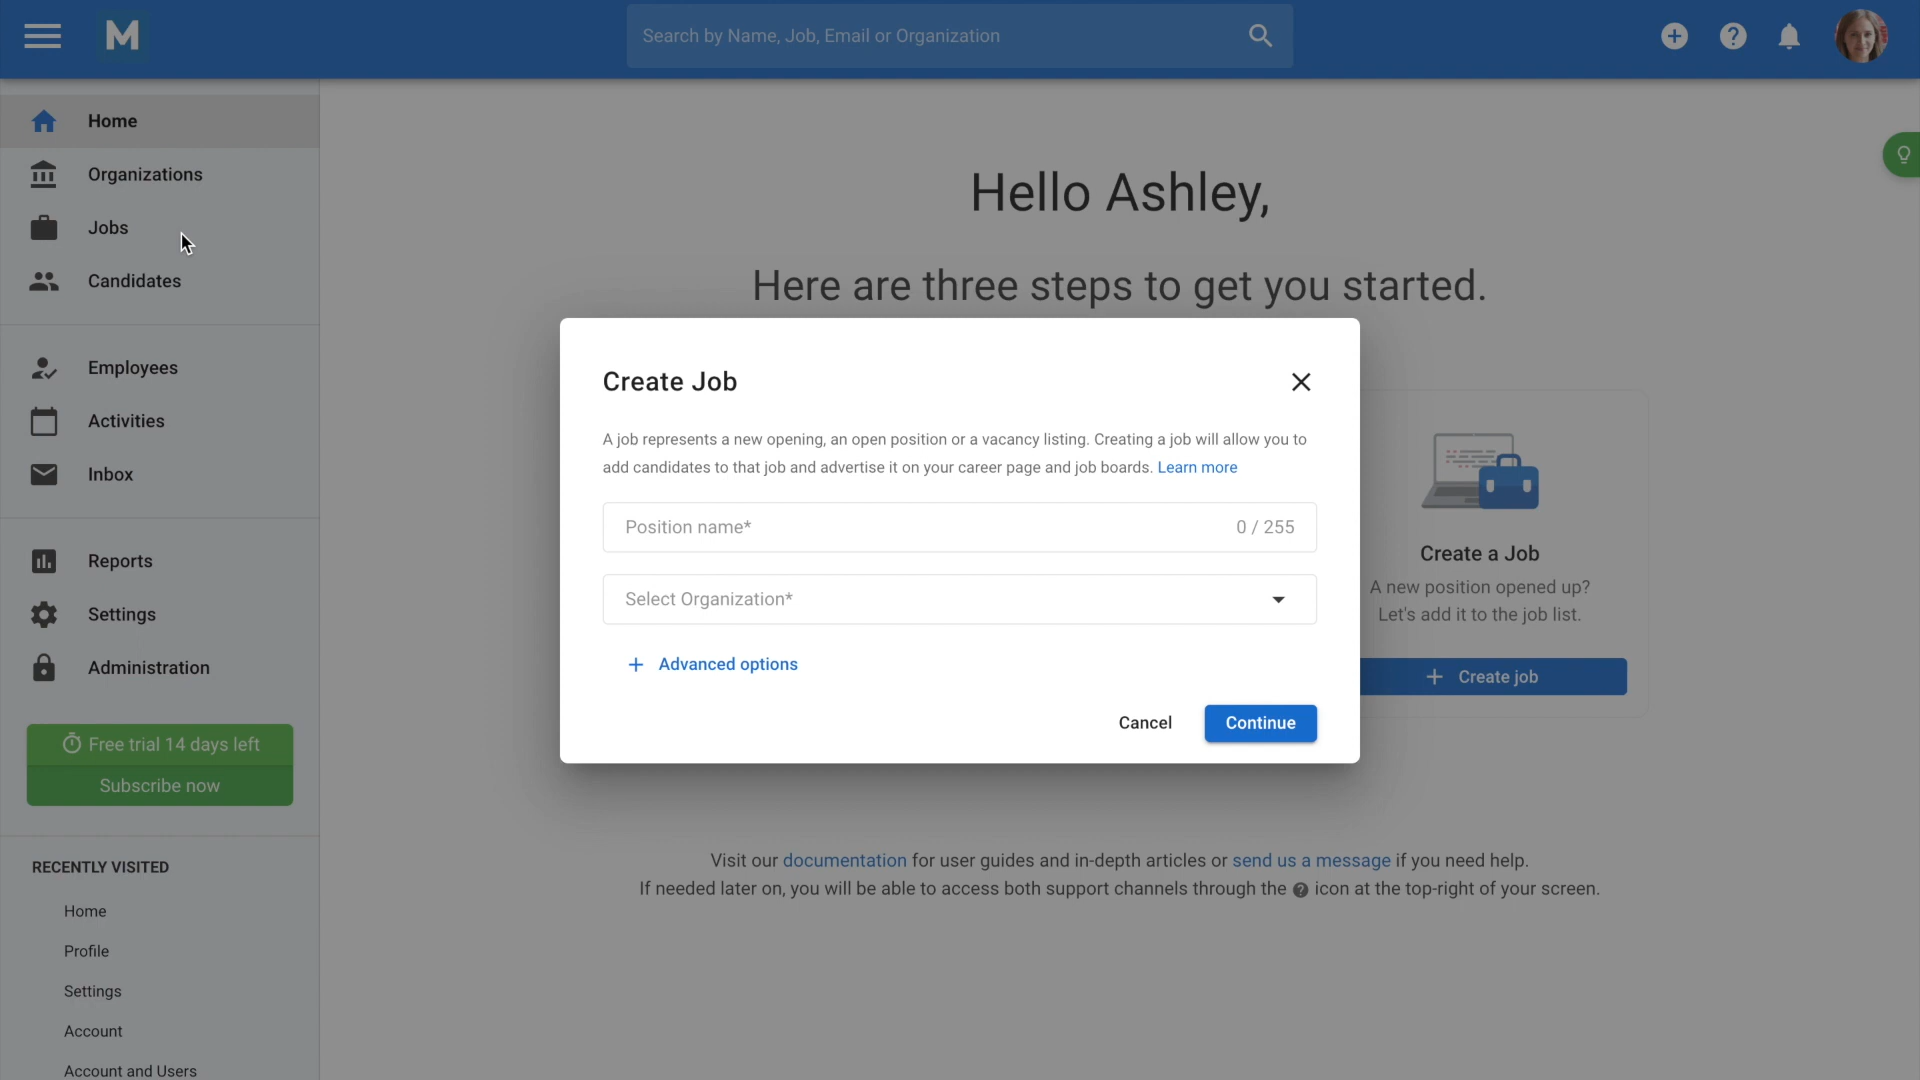 M
Search by Name, Job, Email or Organization
Home
Organizations
Jobs
Candidates
Employees
Activities
Inbox
Reports
Settings
Administration
Free trial 14 days left
Subscribe now
RECENTLY VISITED
Home
Profile
Settings
Account
Account and Users
Hello Ashley,
Here are three steps to get you started.
Create Job
A job represents a new opening, an open position or a vacancy listing. Creating a job will allow you to
add candidates to that job and advertise it on your career page and job boards. Learn more
Position name* 0 / 255
Select Organization*
+ Advanced options
Cancel Continue
Create a Job
A new position opened up?
Let's add it to the job list.
+ Create job
Visit our documentation for user guides and in-depth articles or send us a message if you need help.
If needed later on, you will be able to access both support channels through the ? icon at the top-right of your screen.